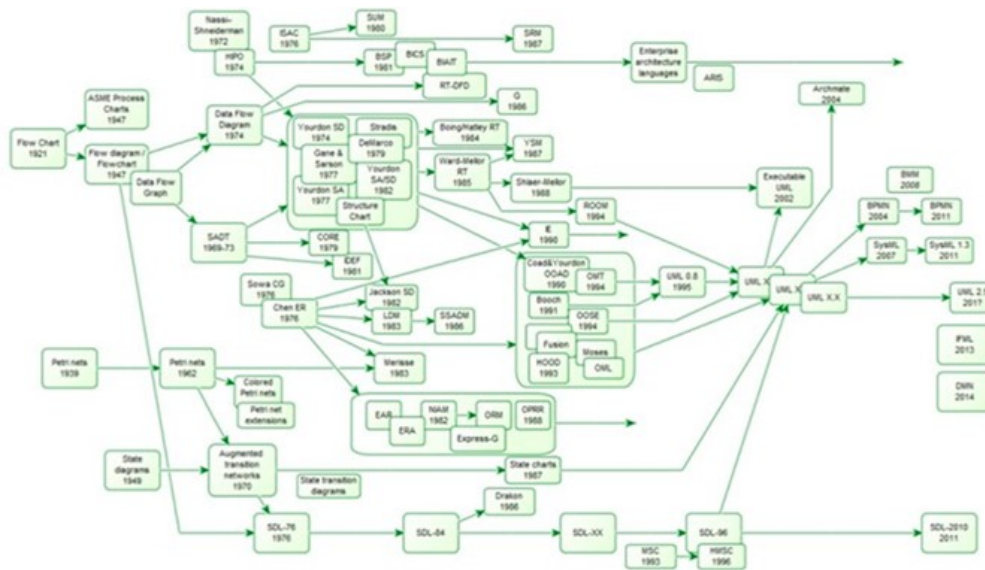 Nassi-
Shneiderman
1972
HIPO
1974
ISAC
1976
SUM
1980
SRM
1987
BSP
1981
BICS
BIAIT
RT-DFD
Enterprise
architecture
languages
ARIS
Archmate
2004
ASME Process
Charts
1947
Flow Chart
1921
Flow diagram /
Flowchart
1947
Data Flow
Graph
Data Flow
Diagram
1974
G
1986
Yourdon SD
1974
Stradis
DeMarco
1979
Gane &
Sarson
1977
Yourdon
SA/SD
1982
Yourdon SA
1977
Structure
Chart
Boing/Hatley RT
1984
YSM
1987
Ward-Mellor
RT
1985
Shlaer-Mellor
1988
ROOM
1994
Executable
UML
2002
BMM
2008
BPMN
2004
BPMN
2011
SysML
2007
SysML 1.3
2011
SADT
1969-73
CORE
1979
IDEF
1981
IE
1990
Sowa CG
1976
Chen ER
1976
Jackson SD
1982
LDM
1983
SSADM
1986
Merisse
1983
Coad&Yourdon
OOAD
1990
OMT
1994
Booch
1991
OOSE
1994
Fusion
Moses
HOOD
1993
OML
UML 0.8
1995
UML X
UML X
UML X.X
2017
IFML
2013
DMN
2014
Petri nets
1939
Petri nets
1962
Colored
Petri nets
Petri net
extensions
EAR
ERA
NIAM
1982
ORM
OPRR
1988
Express-G
State
diagrams
1949
Augmented
transition
networks
1970
State transition
diagrams
State charts
1987
Drakon
1986
SDL-76
1976
SDL-84
SDL-XX
SDL-96
MSC
1993
HMSC
1996
SDL-2010
2011